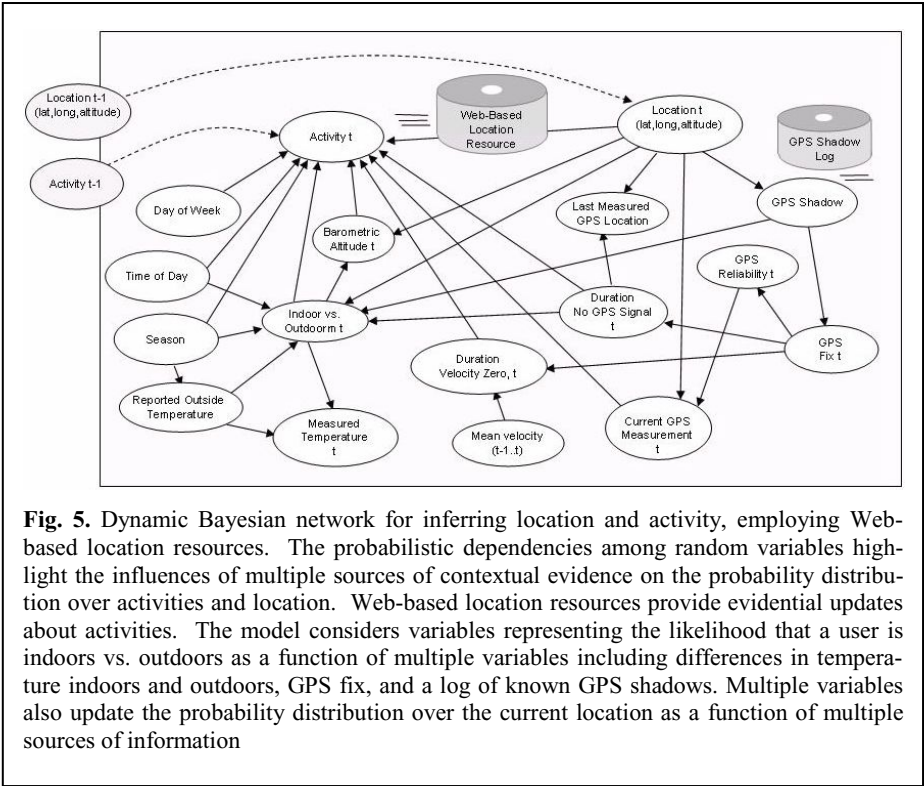 Location t-1
(lat,long,altitude)
Activity t-1
Activity t
Web-Based
Location
Resource
Location t
(lat,long,altitude)
GPS Shadow
Log
Day of Week
Barometric
Altitude t
Last Measured
GPS Location
GPS Shadow
Time of Day
GPS
Reliability t
Indoor vs.
Outdoorm t
Duration
No GPS Signal
t
Season
GPS
Fix t
Duration
Velocity Zero, t
Reported Outside
Temperature
Measured
Temperature
t
Mean velocity
(t-1..t)
Current GPS
Measurement
t
Fig. 5. Dynamic Bayesian network for inferring location and activity, employing Web-
based location resources. The probabilistic dependencies among random variables high-
light the influences of multiple sources of contextual evidence on the probability distribu-
tion over activities and location. Web-based location resources provide evidential updates
about activities. The model considers variables representing the likelihood that a user is
indoors vs. outdoors as a function of multiple variables including differences in tempera-
ture indoors and outdoors, GPS fix, and a log of known GPS shadows. Multiple variables
also update the probability distribution over the current location as a function of multiple
sources of information